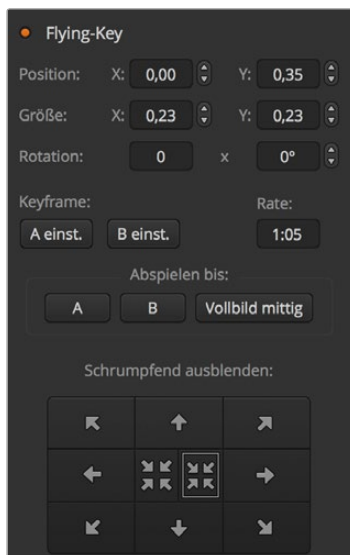 Flying-Key
Position: X: 0,00 Y: 0,35
Größe: X: 0,23 Y: 0,23
Rotation: 0 x 0°
Keyframe: Rate:
A einst. B einst. 1:05
Abspielen bis:
A B Vollbild mittig
Schrumpfend ausblenden: